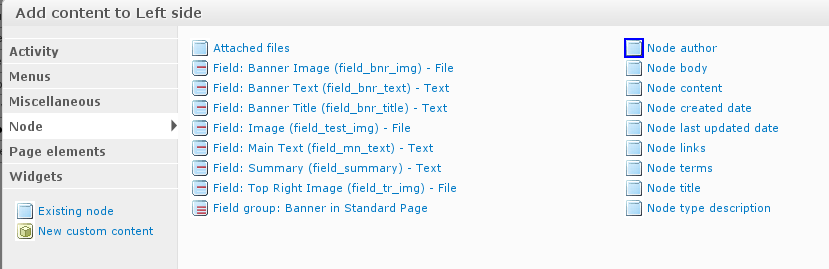 Add content to Left side
Activity
Menus
Miscellaneous
Node
Page elements
Widgets
Existing node
New custom content
Attached files
Field: Banner Image (field_bnr_img) - File
Field: Banner Text (field_bnr_text) - Text
Field: Banner Title (field_bnr_title) - Text
Field: Image (field_test_img) - File
Field: Main Text (field_mn_text) - Text
Field: Summary (field_summary) - Text
Field: Top Right Image (field_tr_img) - File
Field group: Banner in Standard Page
Node author
Node body
Node content
Node created date
Node last updated date
Node links
Node terms
Node title
Node type description